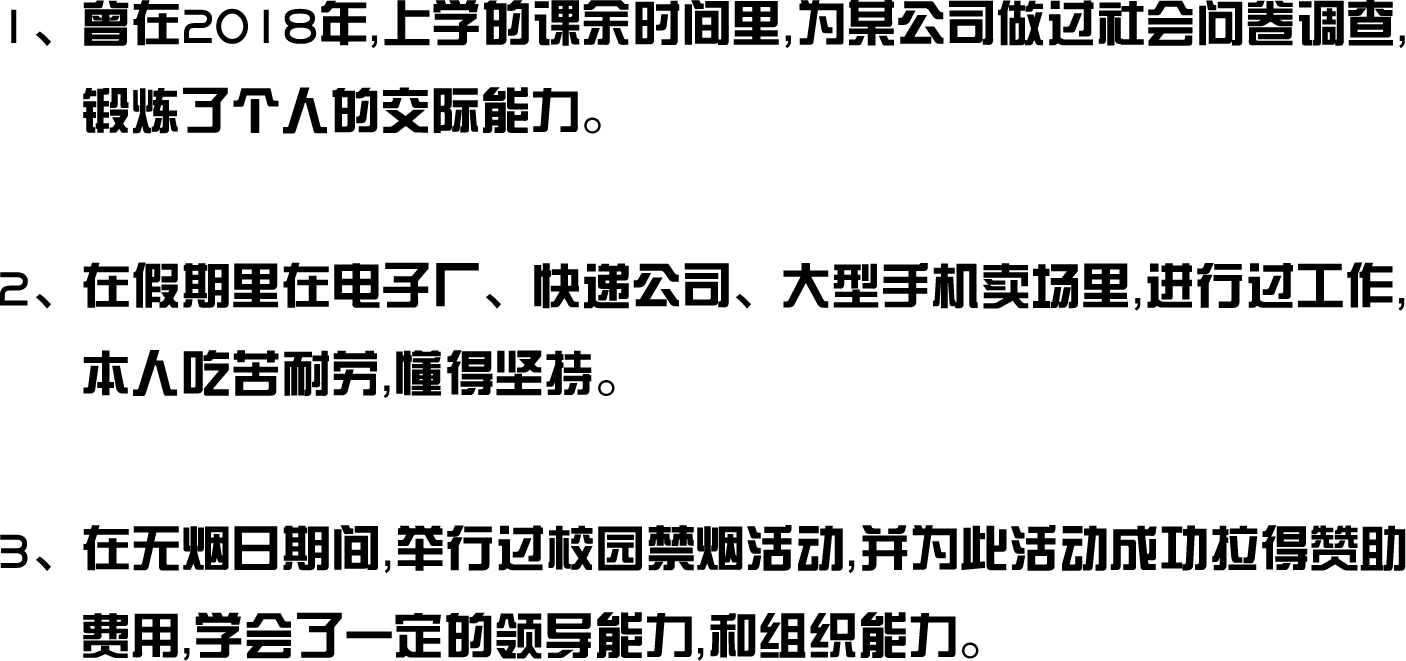 1、曾在2018年,上学的课余时间里,为某公司做过社会问卷调查,
锻炼了个人的交际能力。
2、在假期里在电子厂、快递公司、大型手机卖场里,进行过工作,
本人吃苦耐劳,懂得坚持。
3、在无烟日期间,举行过校园禁烟活动,并为此活动成功拉得赞助
费用,学会了一定的领导能力,和组织能力。